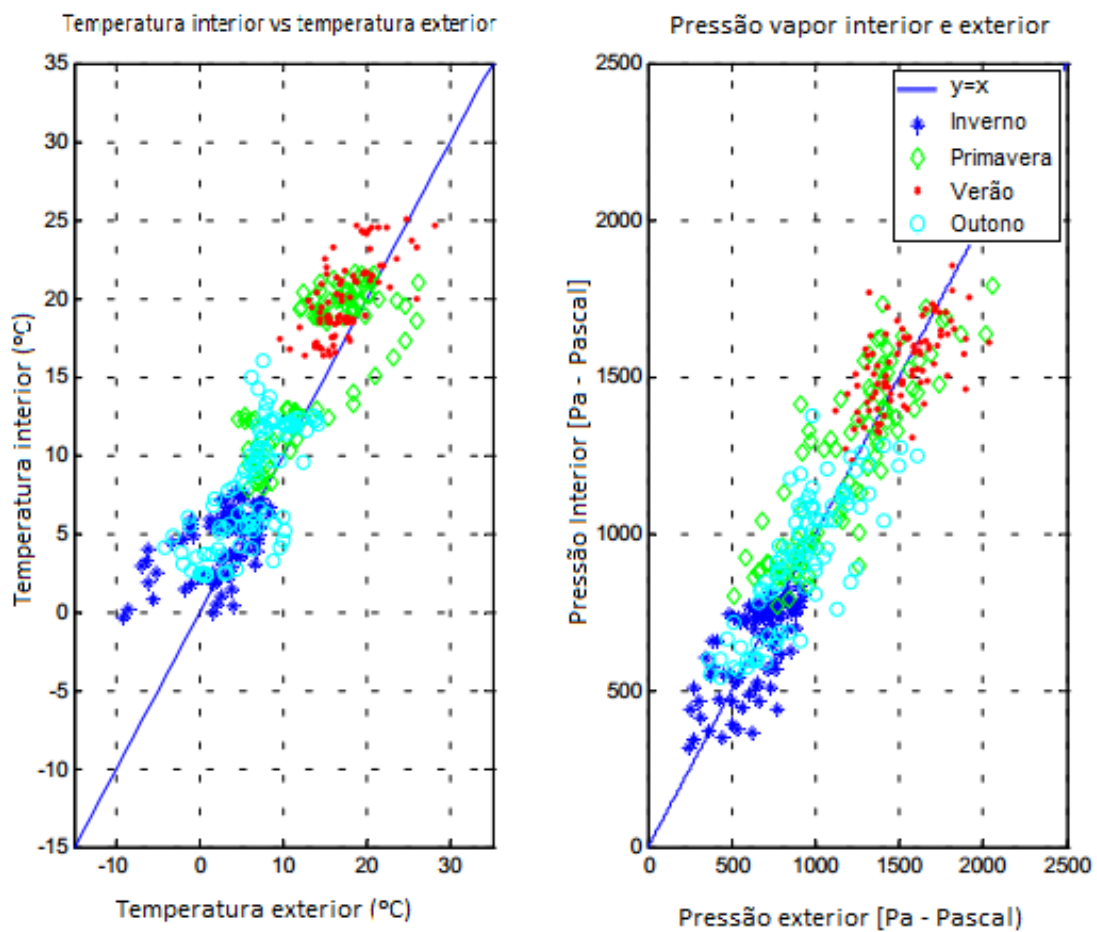 Temperatura interior vs temperatura exterior
35
30
25
20
15
10
5
0
-5
-10
-15
-10
0
10
20
30
Temperatura interior (ºC)
Temperatura exterior (ºC)
Pressão vapor interior e exterior
2500
2000
1500
1000
500
0
0
500
1000
1500
2000
2500
y=x
Inverno
Primavera
Verão
Outono
Pressão Interior [Pa - Pascal]
Pressão exterior [Pa - Pascal)